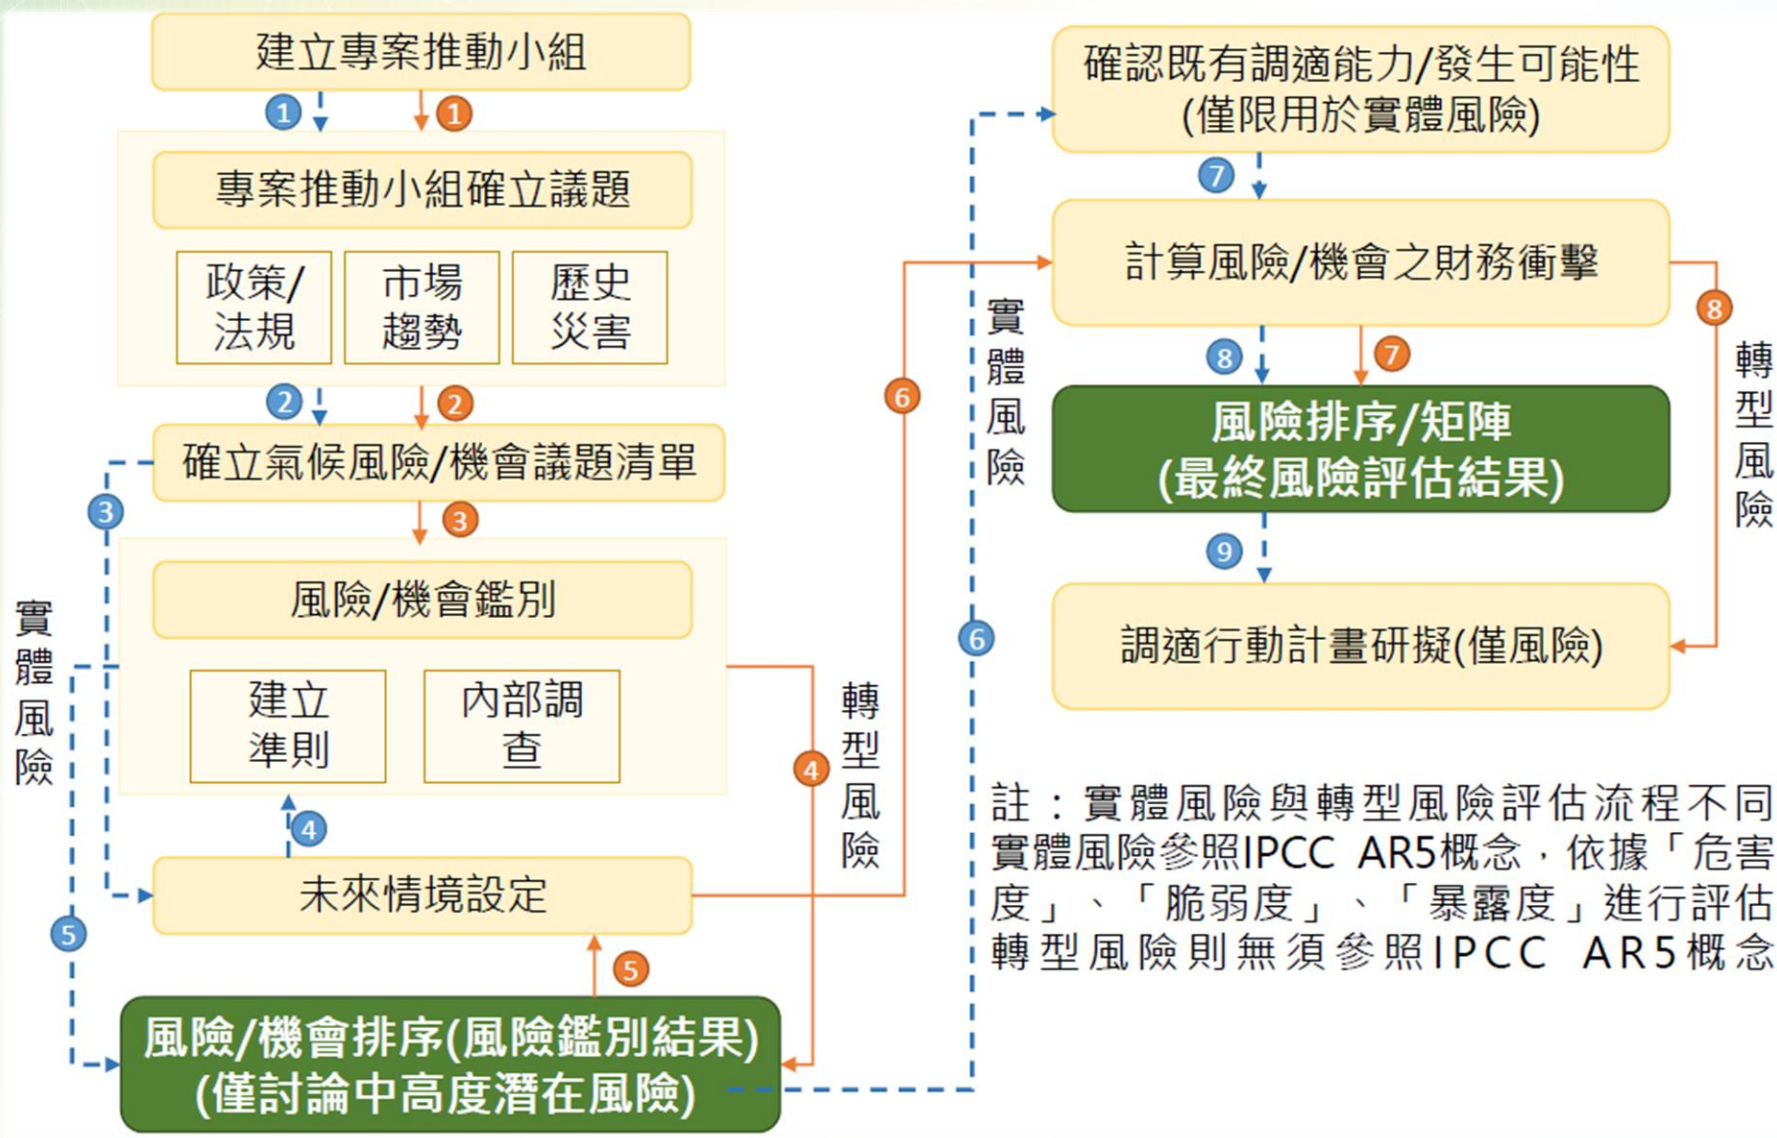 建立專案推動小組
1
1
專案推動小組確立議題
政策/
法規
市場
趨勢
歷史
災害
2
2
確立氣候風險/機會議題清單
3
3
風險/機會鑑別
建立
準則
內部調
查
實體風險
4
轉型風險
4
未來情境設定
5
5
風險/機會排序(風險鑑別結果)
(僅討論中高度潛在風險)
6
6
實體風險
確認既有調適能力/發生可能性
(僅限用於實體風險)
7
計算風險/機會之財務衝擊
8
7
8
轉型風險
風險排序/矩陣
(最終風險評估結果)
9
調適行動計畫研擬(僅風險)
註：實體風險與轉型風險評估流程不同
實體風險參照IPCC AR5概念，依據「危害
度」、「脆弱度」、「暴露度」進行評估
轉型風險則無須參照IPCC AR5概念